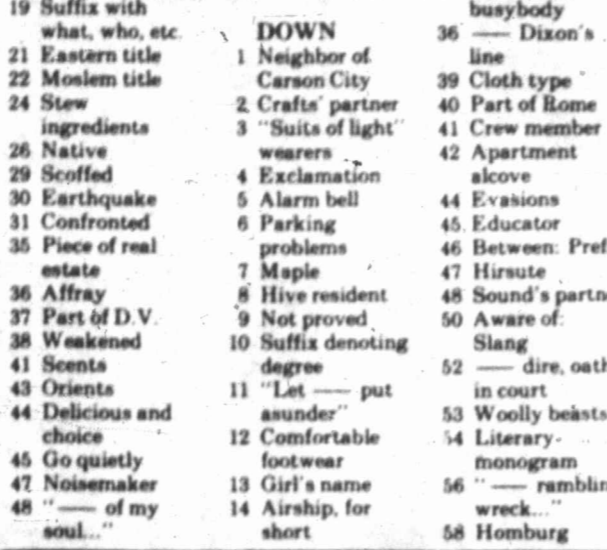 19 Suffix with
what, who, etc.
21 Eastern title
22 Moslem title
24 Stew
ingredients
26 Native
29 Scoffed
30 Earthquake
31 Confronted
35 Piece of real
estate
36 Affray
37 Part of D.V.
38 Weakened
41 Scents
43 Orients
44 Delicious and
choice
45 Go quietly
47 Noisemaker
48 "— of my
soul..."
DOWN
1 Neighbor of
Carson City
2 Crafts' partner
3 "Suits of light"
wearers
4 Exclamation
5 Alarm bell
6 Parking
problems
7 Maple
8 Hive resident
9 Not proved
10 Suffix denoting
degree
11 "Let — put
asunder"
12 Comfortable
footwear
13 Girl's name
14 Airship, for
short
busybody
36 — Dixon's
line
39 Cloth type
40 Part of Rome
41 Crew member
42 Apartment
alcove
44 Evasions
45 Educator
46 Between: Pref
47 Hirsute
48 Sound's partne
50 Aware of:
Slang
52 — dire, oath
in court
53 Woolly beasts
54 Literary
monogram
56 "— ramblin
wreck..."
58 Homburg